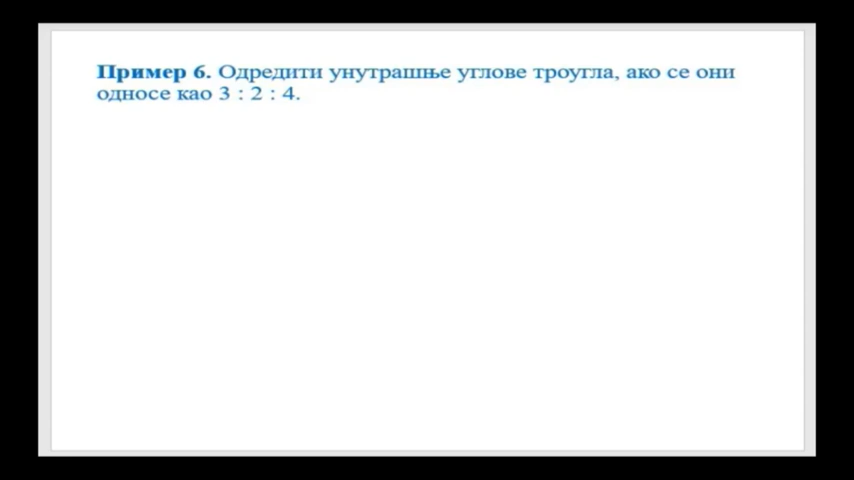 Пример 6. Одредити унутрашње углове троугла, ако се они
односе као 3 : 2 : 4.